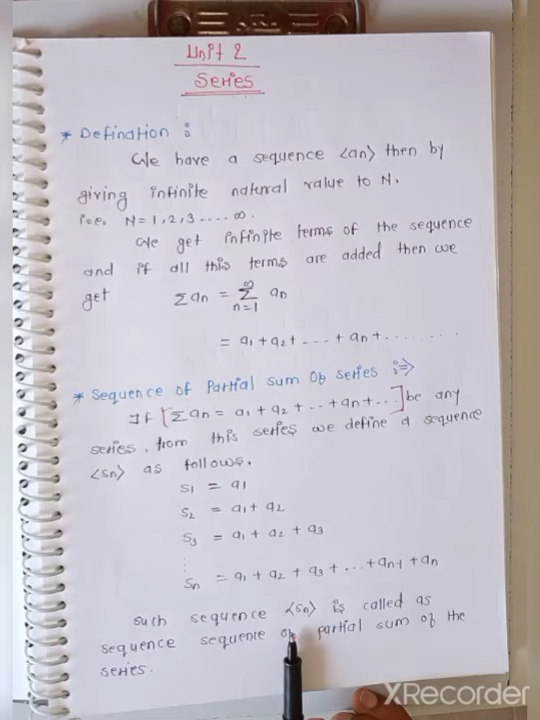 Unit 2
Series
* Defination :
We have a sequence <an> then by
giving infinite natural value to N.
i.e. N = 1, 2, 3 ---- ∞.
We get infinite terms of the sequence
and if all this terms are added then we
get Σan = ∞Σn=1 an
= a1 + a2 + --- + an + ........
* Sequence of Partial sum Of series :⇒
If [Σan = a1 + a2 + .. + an + ..] be any
series, from this series we define a sequence
<sn> as follows.
S1 = a1
S2 = a1 + a2
S3 = a1 + a2 + a3
Sn = a1 + a2 + a3 + ... + an-1 + an
such sequence <sn> is called as
sequence sequence of partial sum of the
series.
XRecorder